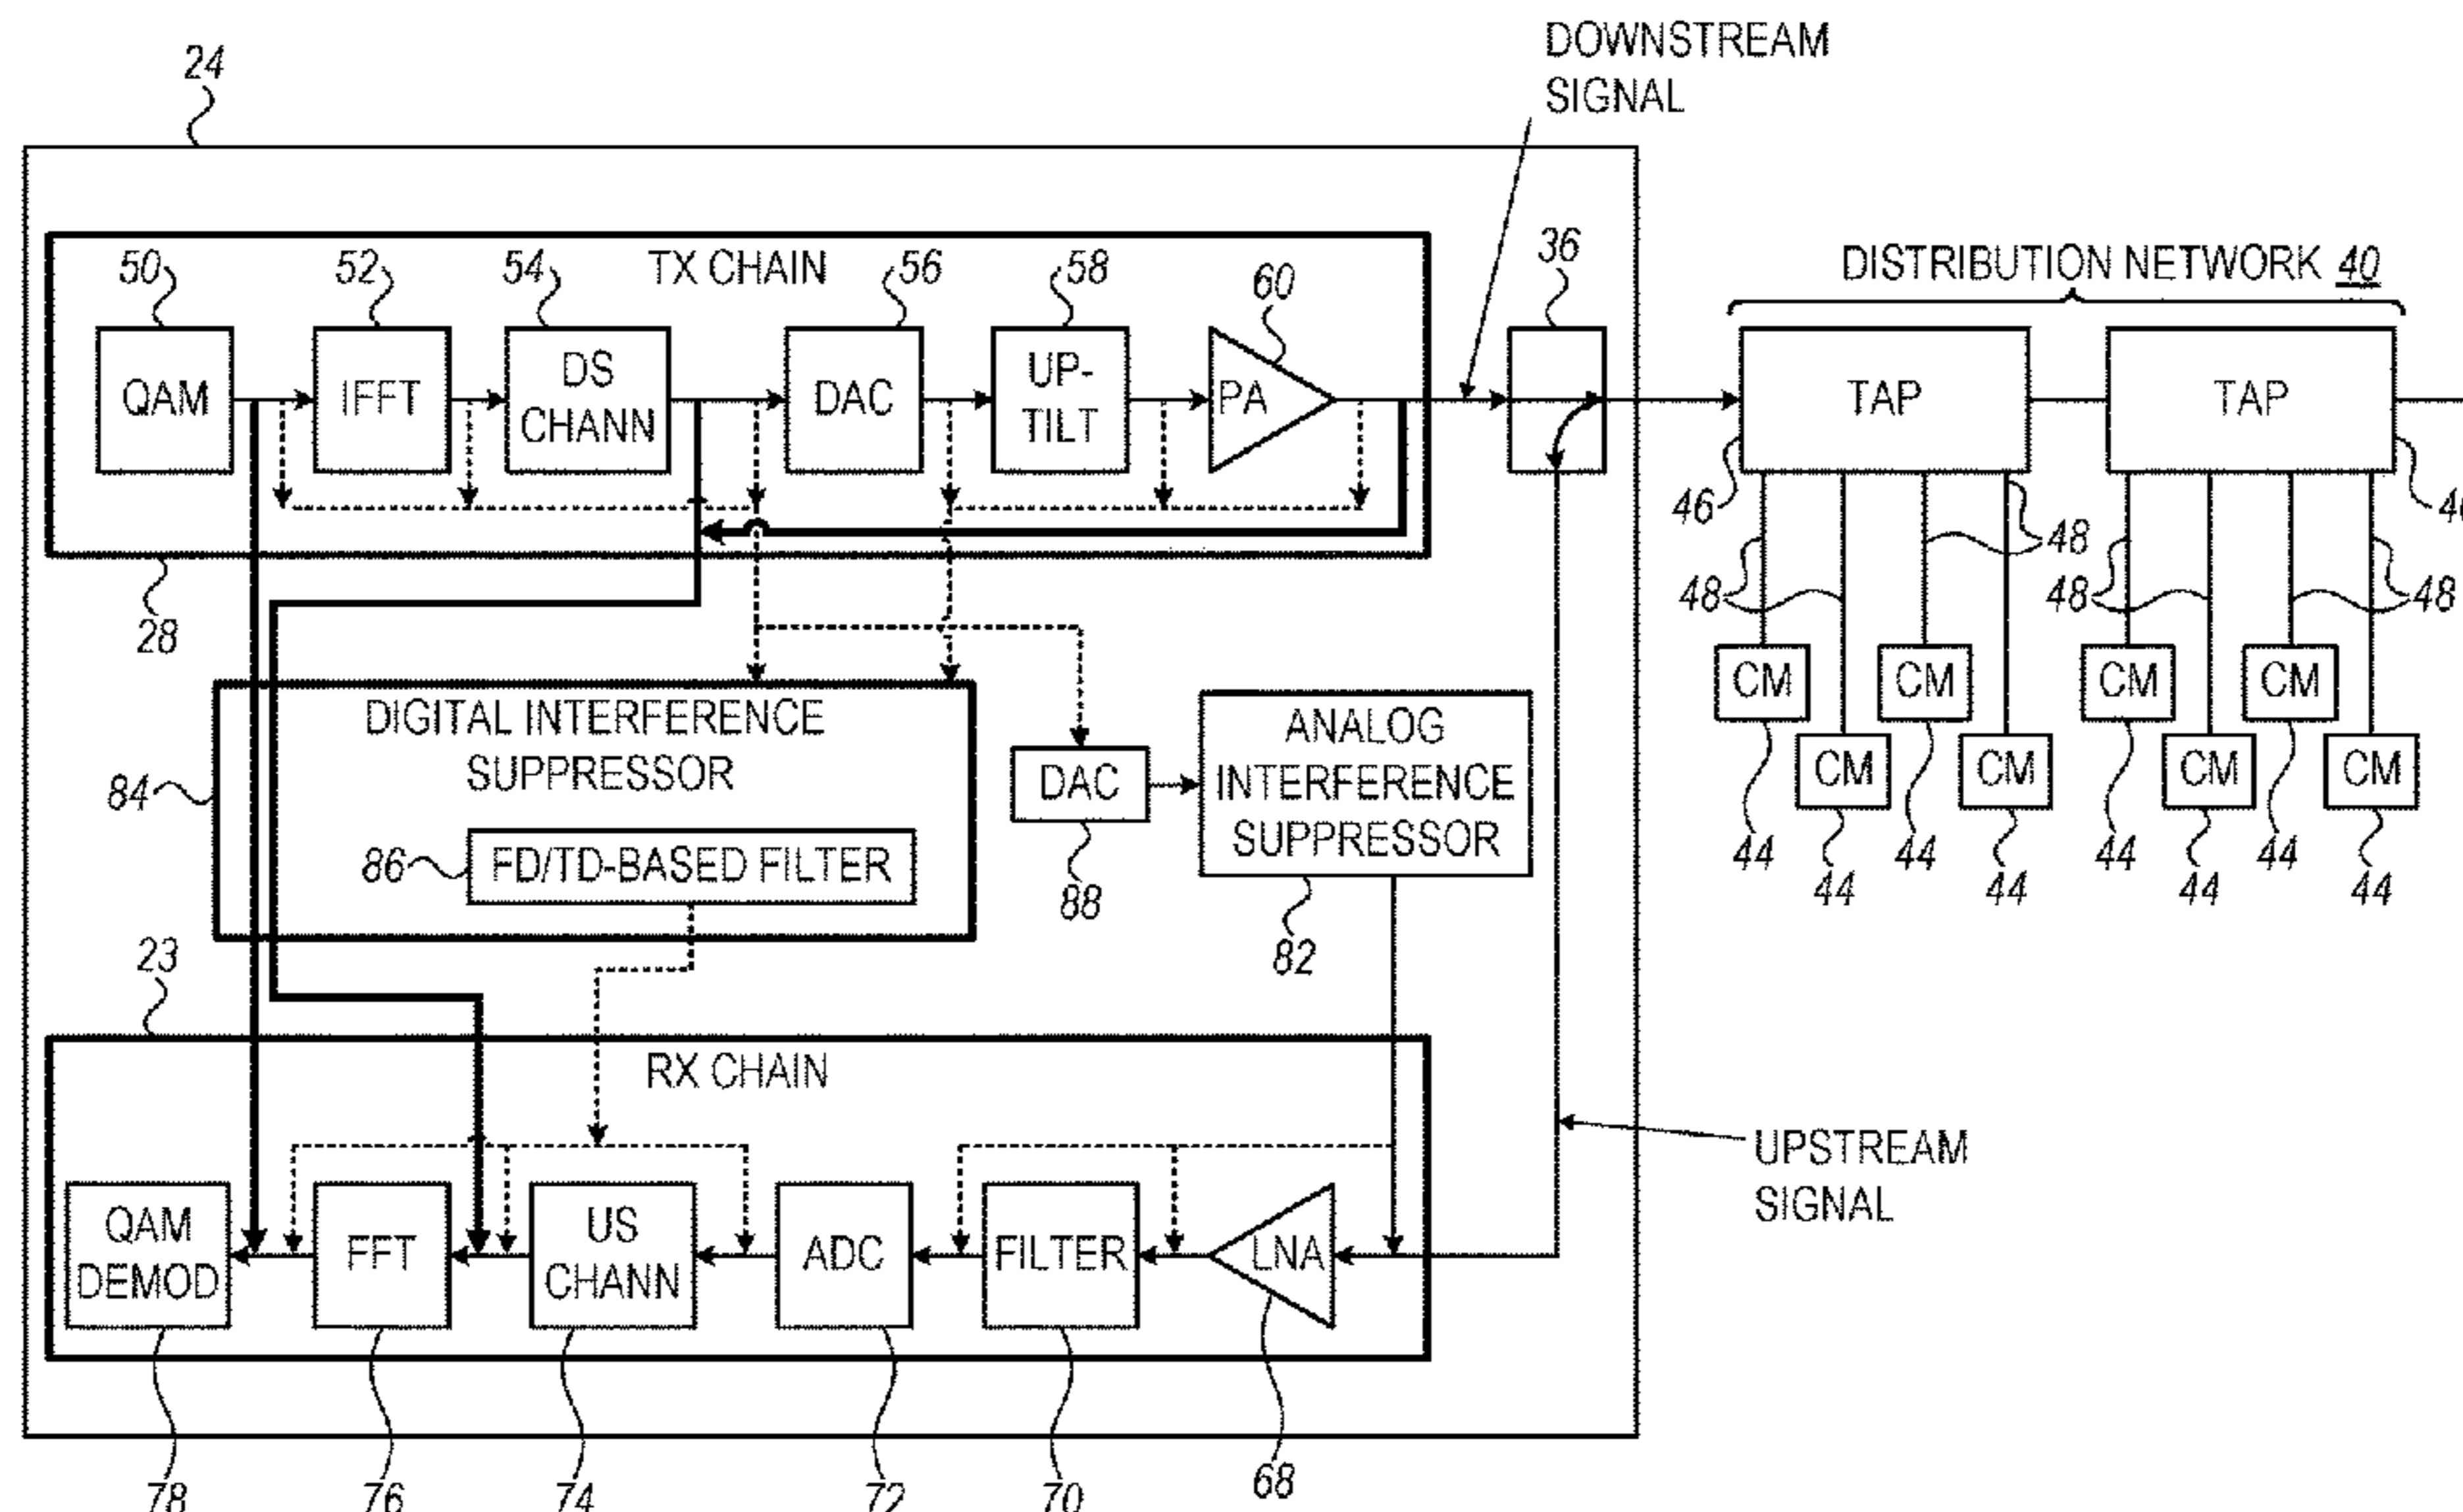 DOWNSTREAM
SIGNAL
24
50
52
54
TX CHAIN
56
58
60
36
DISTRIBUTION NETWORK 40
QAM
IFFT
DS
CHANN
DAC
UP-
TILT
PA
TAP
TAP
46
48
48
48
48
28
CM
CM
CM
CM
CM
CM
CM
CM
44
44
44
44
44
44
44
44
DIGITAL INTERFERENCE
SUPPRESSOR
84
86
FD/TD-BASED FILTER
DAC
88
ANALOG
INTERFERENCE
SUPPRESSOR
82
23
RX CHAIN
UPSTREAM
SIGNAL
QAM
DEMOD
FFT
US
CHANN
ADC
FILTER
LNA
78
76
74
72
70
68